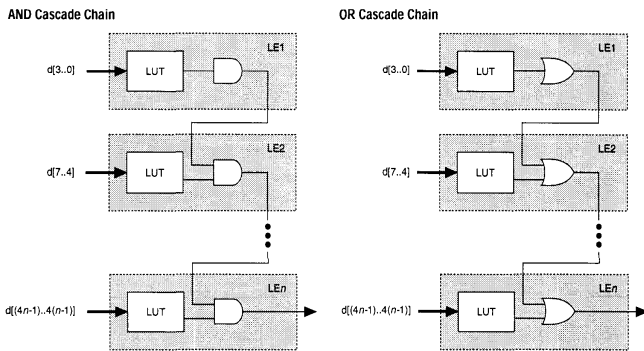 AND Cascade Chain
OR Cascade Chain
LE1
d[3..0]
LUT
LE2
d[7..4]
LUT
LEn
d[(4n-1)..4(n-1)]
LUT
LE1
d[3..0]
LUT
LE2
d[7..4]
LUT
LEn
d[(4n-1)..4(n-1)]
LUT